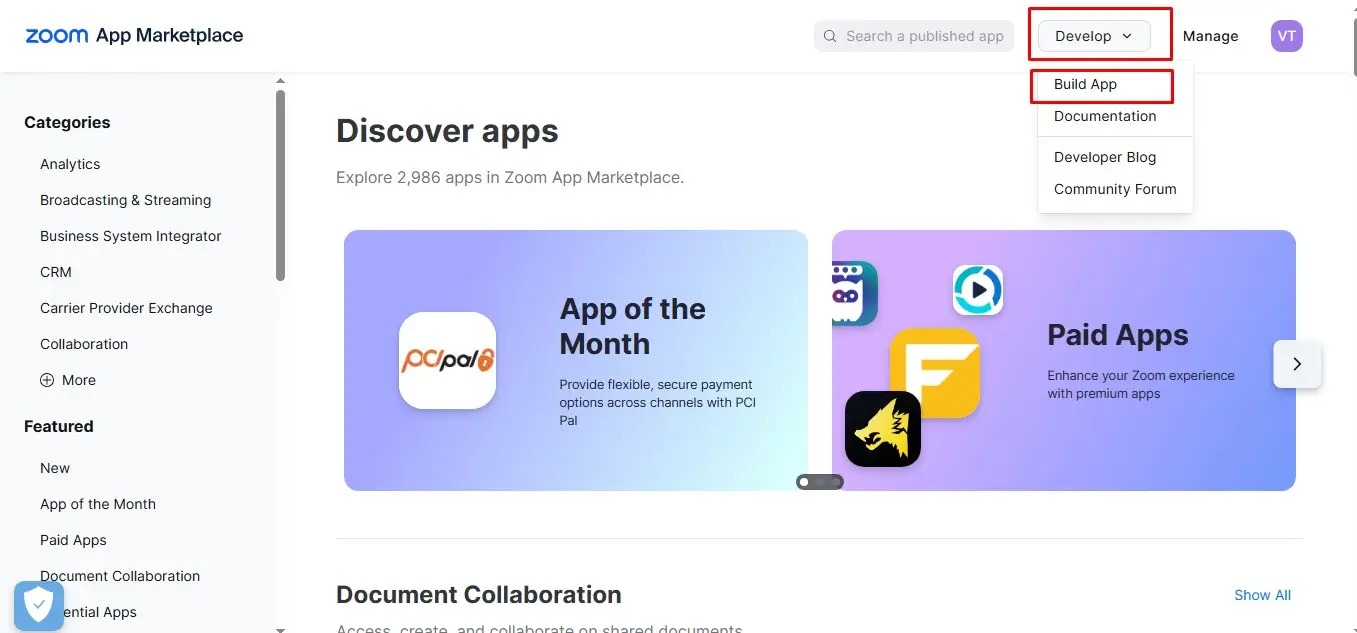 zoom App Marketplace
Search a published app
Develop
Manage
VT
Build App
Documentation
Developer Blog
Community Forum
Categories
Analytics
Broadcasting & Streaming
Business System Integrator
CRM
Carrier Provider Exchange
Collaboration
More
Featured
New
App of the Month
Paid Apps
Document Collaboration
ential Apps
Discover apps
Explore 2,986 apps in Zoom App Marketplace.
pcipal
App of the
Month
Provide flexible, secure payment
options across channels with PCI
Pal
Paid Apps
Enhance your Zoom experience
with premium apps
Document Collaboration
Show All
Access, create, and collaborate on shared documents